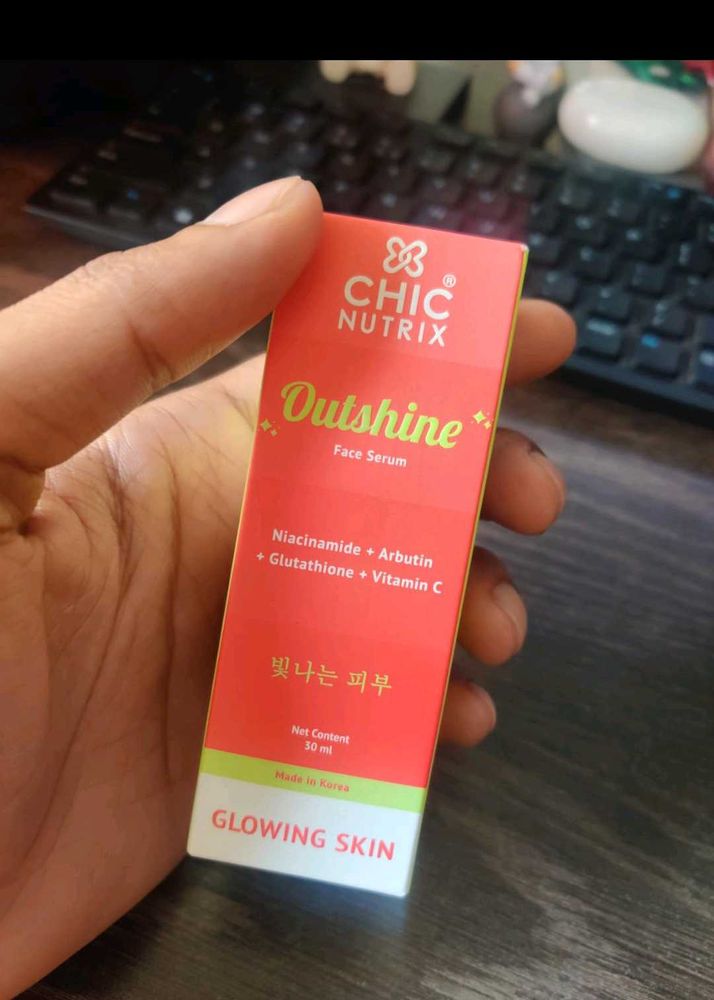 CHIC®
NUTRIX
Outshine
Face Serum
Niacinamide + Arbutin
+ Glutathione + Vitamin C
빛나는 피부
Net Content
30 ml
Made in Korea
GLOWING SKIN